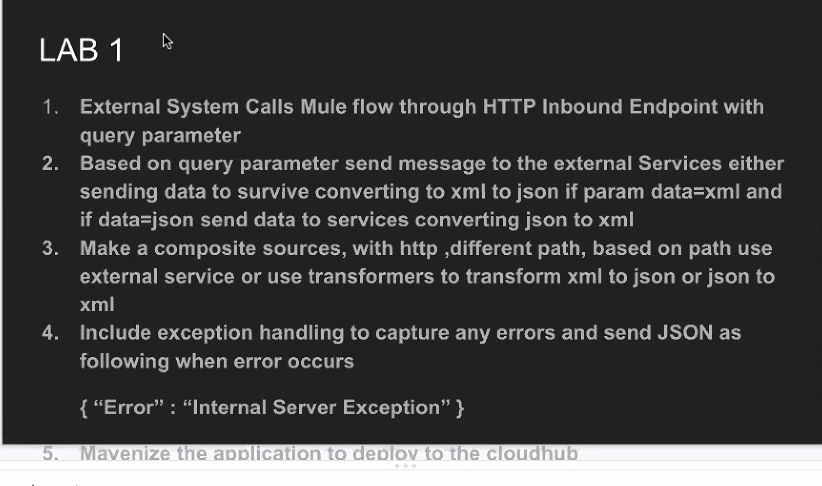 LAB 1
1. External System Calls Mule flow through HTTP Inbound Endpoint with
query parameter
2. Based on query parameter send message to the external Services either
sending data to survive converting to xml to json if param data=xml and
if data=json send data to services converting json to xml
3. Make a composite sources, with http ,different path, based on path use
external service or use transformers to transform xml to json or json to
xml
4. Include exception handling to capture any errors and send JSON as
following when error occurs
{ “Error” : “Internal Server Exception” }
5. Mavenize the application to deploy to the cloudhub